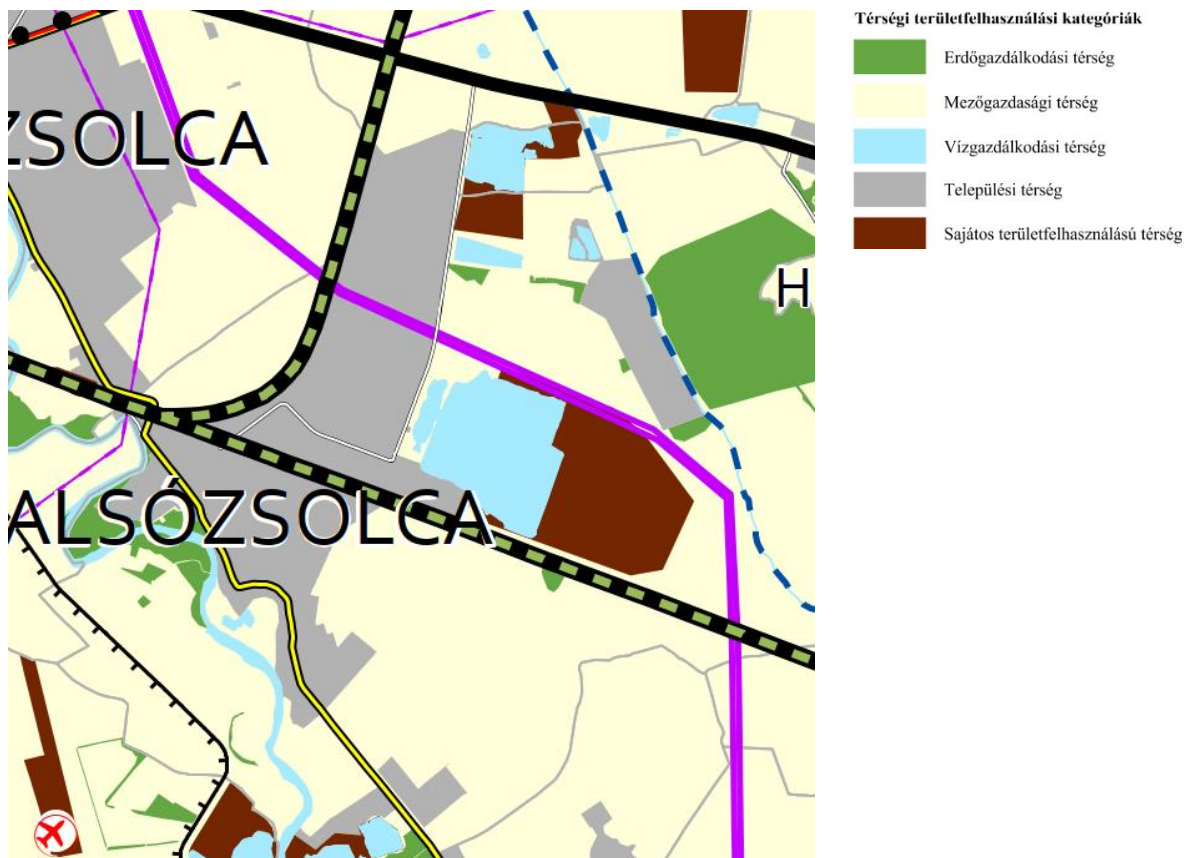 ZSOLCA
ALSÓZSOLCA
H
Térségi területfelhasználási kategóriák
Erdőgazdálkodási térség
Mezőgazdasági térség
Vízgazdálkodási térség
Települési térség
Sajátos területfelhasználású térség